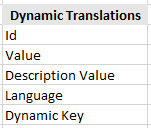 Dynamic Translations
Id
Value
Description Value
Language
Dynamic Key